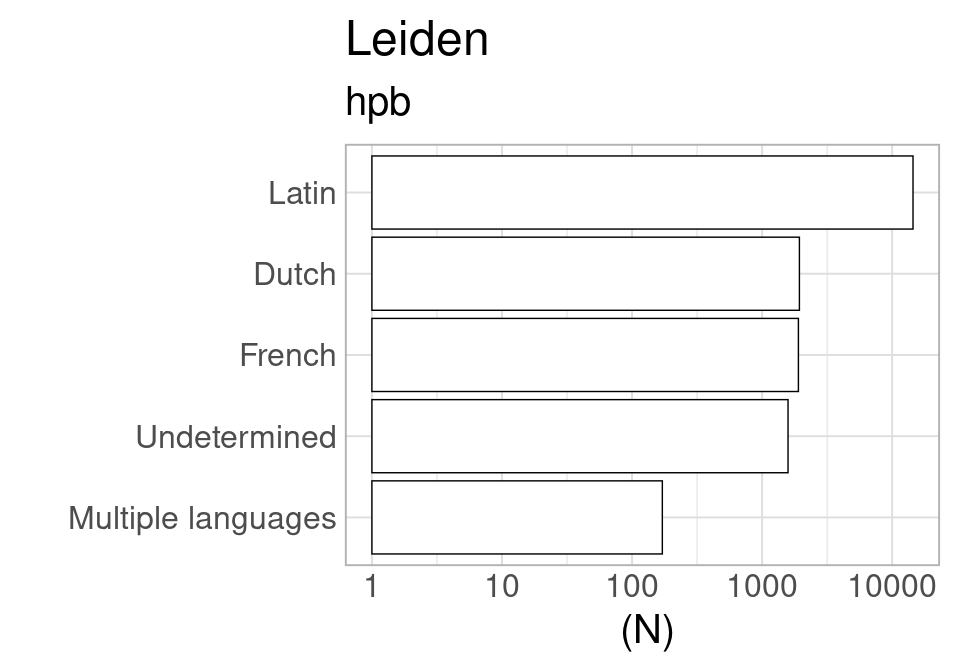 Leiden
hpb
Latin
Dutch
French
Undetermined
Multiple languages
1 10 100 1000 10000
(N)